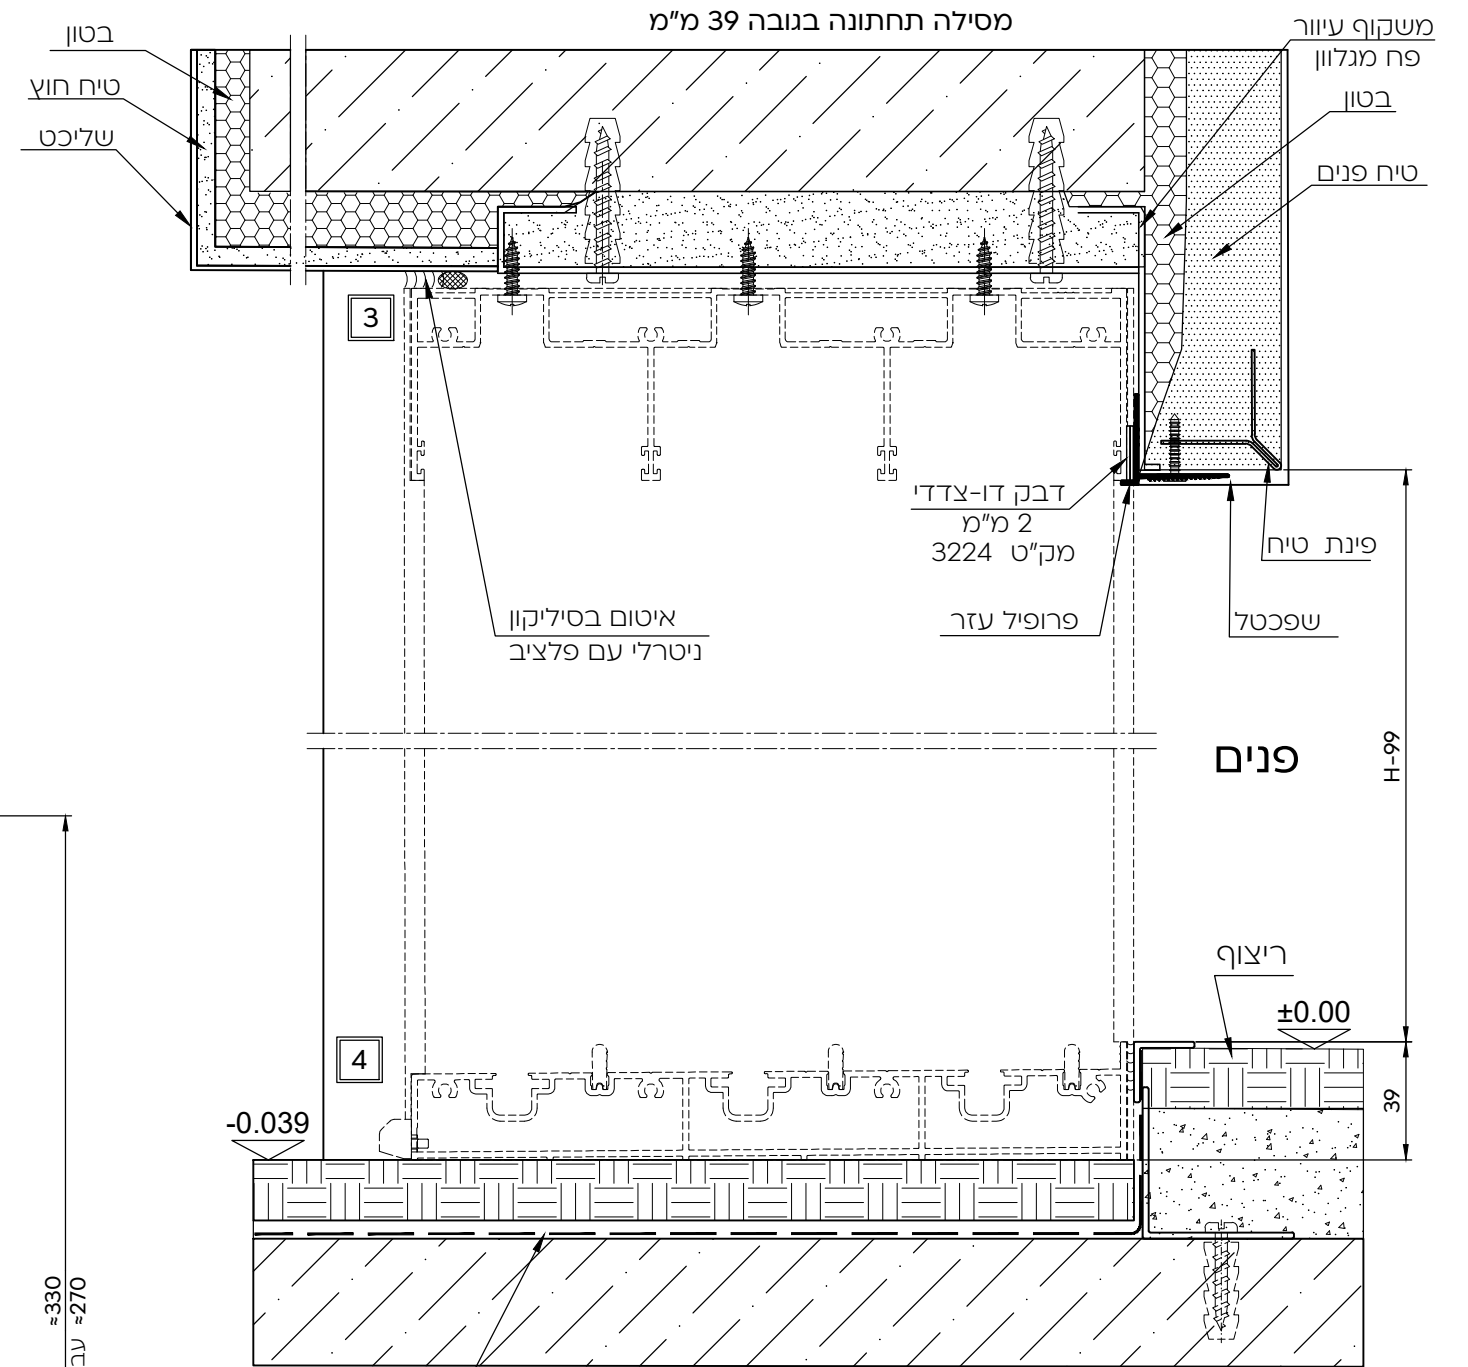 מסילה תחתונה בגובה 39 מ"מ
משקוף עיוור
פח מגלוון
בטון
טיח פנים
בטון
טיח חוץ
שליכט
3
דבק דו-צדדי
2 מ"מ
מק"ט 3224
פינת טיח
איטום בסיליקון
ניטרלי עם פלציב
פרופיל עזר
שפכטל
פנים
H-99
ריצוף
±0.00
4
-0.039
39
≈330
≈270